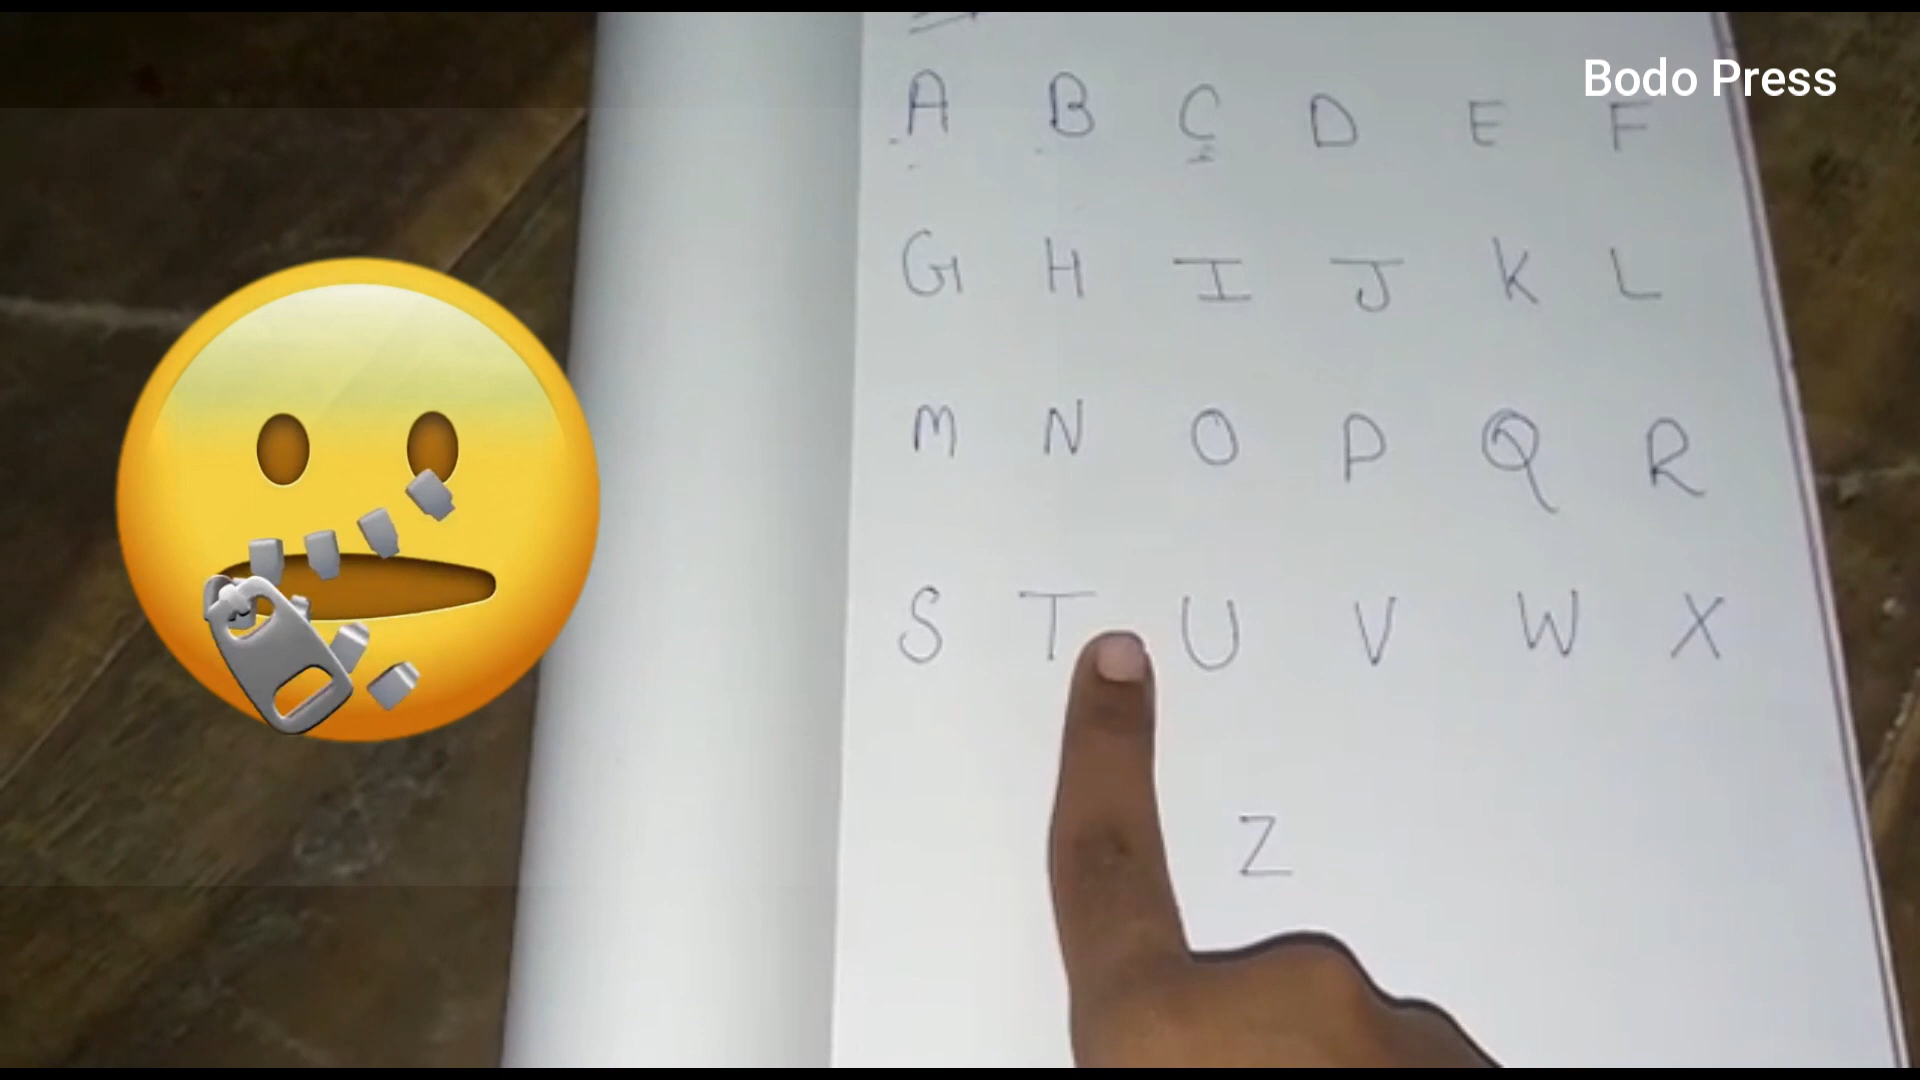 Bodo Press
A B C D E F
G H I J K L
M N O P Q R
S T U V W X
Z